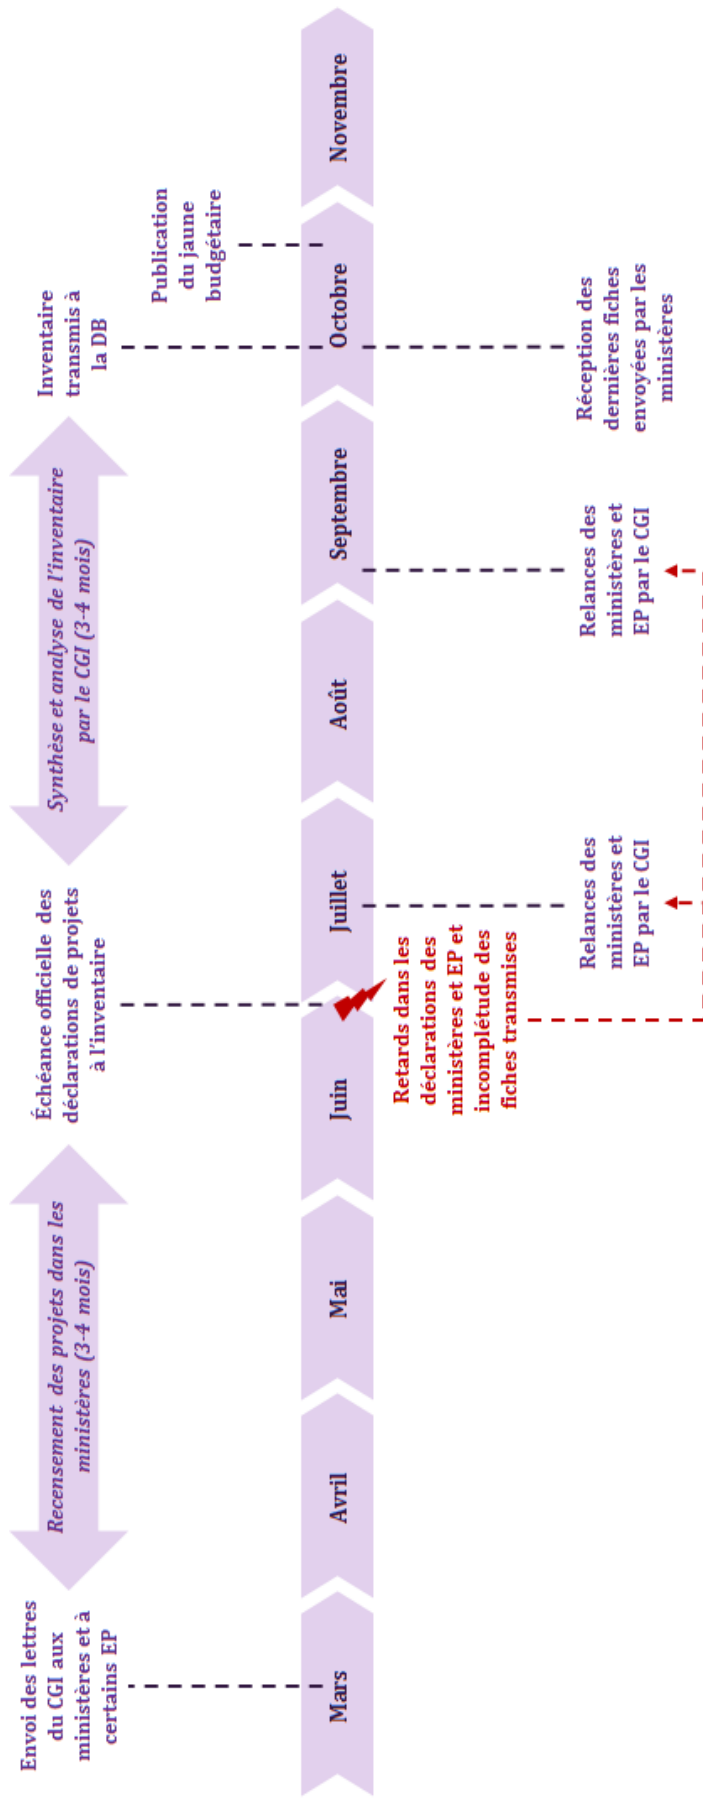 Envoi des lettres
du CGI aux
ministères et à
certains EP
Recensement des projets dans les
ministères (3-4 mois)
Échéance officielle des
déclarations de projets
à l'inventaire
Synthèse et analyse de l'inventaire
par le CGI (3-4 mois)
Inventaire
transmis à
la DB
Publication
du jaune
budgétaire
Mars
Avril
Mai
Juin
Juillet
Août
Septembre
Octobre
Novembre
Retards dans les
déclarations des
ministères et EP et
incomplétude des
fiches transmises
Relances des
ministères et
EP par le CGI
Relances des
ministères et
EP par le CGI
Réception des
dernières fiches
envoyées par les
ministères